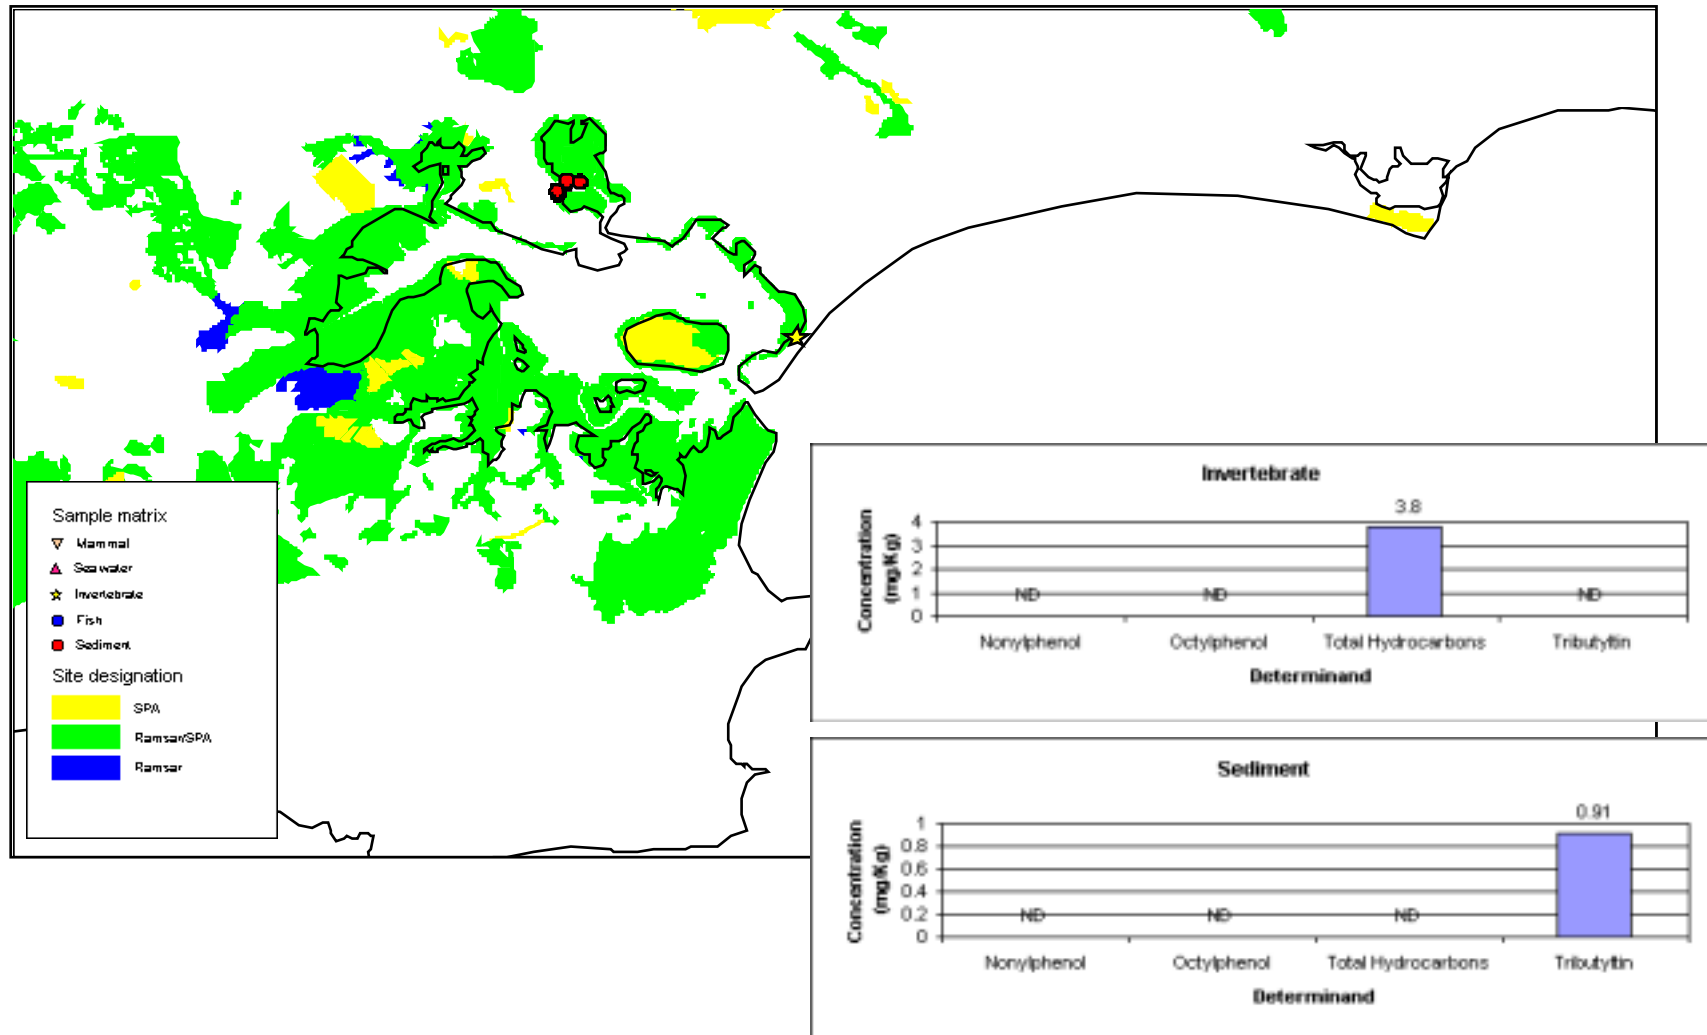 Sample matrix
Mammal
Seawater
Invertebrate
Fish
Sediment
Site designation
SPA
Ramsar/SPA
Ramsar
Invertebrate
Concentration
(mg/Kg)
4
3
2
1
0
3.8
ND
ND
ND
Nonylphenol
Octylphenol
Total Hydrocarbons
Tributyltin
Determinand
Sediment
Concentration
(mg/Kg)
1
0.8
0.6
0.4
0.2
0
0.91
ND
ND
ND
Nonylphenol
Octylphenol
Total Hydrocarbons
Tributyltin
Determinand